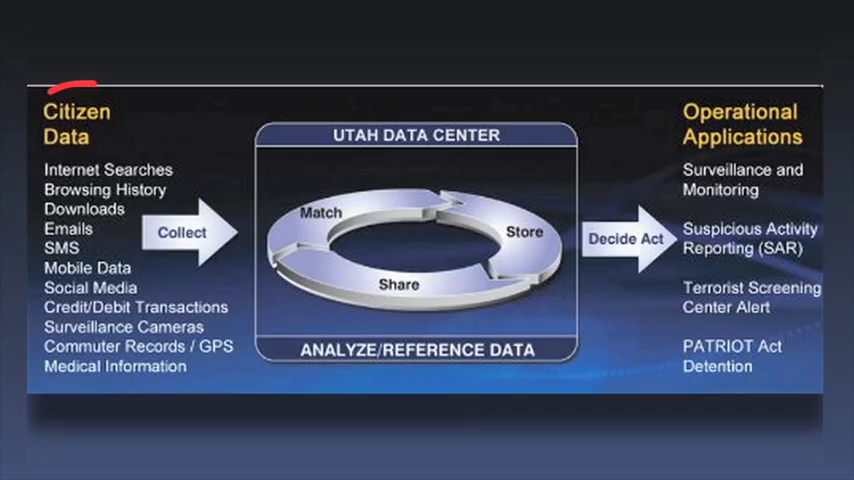 Citizen
Data
Internet Searches
Browsing History
Downloads
Emails
SMS
Mobile Data
Social Media
Credit/Debit Transactions
Surveillance Cameras
Commuter Records / GPS
Medical Information
Collect
UTAH DATA CENTER
Match
Store
Share
ANALYZE/REFERENCE DATA
Decide Act
Operational
Applications
Surveillance and
Monitoring
Suspicious Activity
Reporting (SAR)
Terrorist Screening
Center Alert
PATRIOT Act
Detention